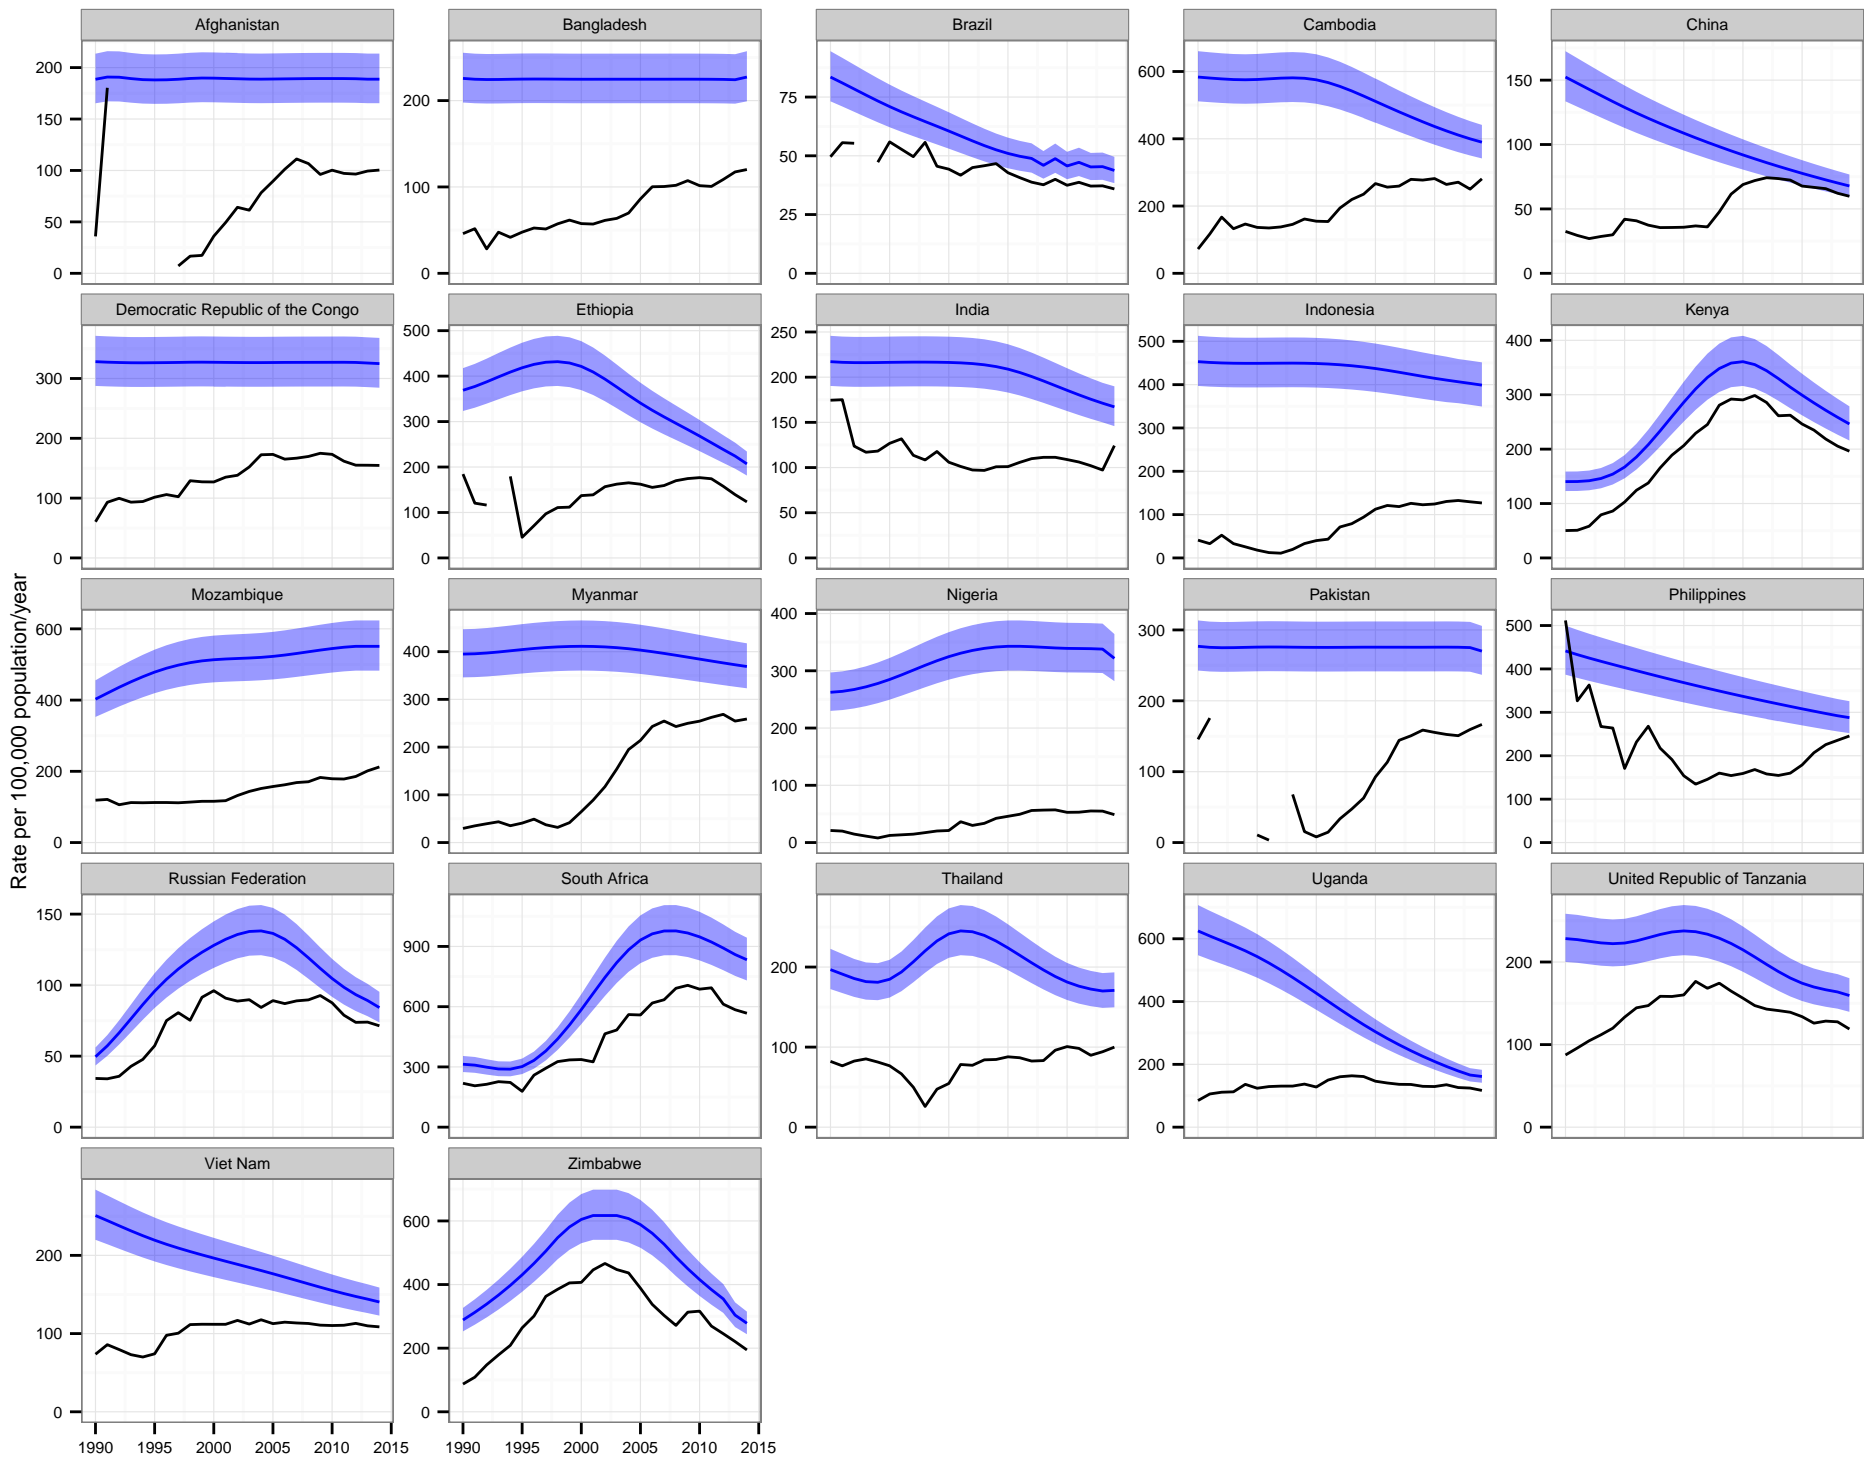 Afghanistan Bangladesh Brazil Cambodia China
200 150 100 50 0
200 100 0
75 50 25 0
600 400 200 0
150 100 50 0
Democratic Republic of the Congo Ethiopia India Indonesia Kenya
300 200 100 0
500 400 300 200 100 0
250 200 150 100 50 0
500 400 300 200 100 0
400 300 200 100 0
Rate per 100,000 population/year
Mozambique Myanmar Nigeria Pakistan Philippines
600 400 200 0
400 300 200 100 0
400 300 200 100 0
300 200 100 0
500 400 300 200 100 0
Russian Federation South Africa Thailand Uganda United Republic of Tanzania
150 100 50 0
900 600 300 0
200 100 0
600 400 200 0
200 100 0
Viet Nam Zimbabwe
200 100 0
600 400 200 0
1990 1995 2000 2005 2010 2015 1990 1995 2000 2005 2010 2015